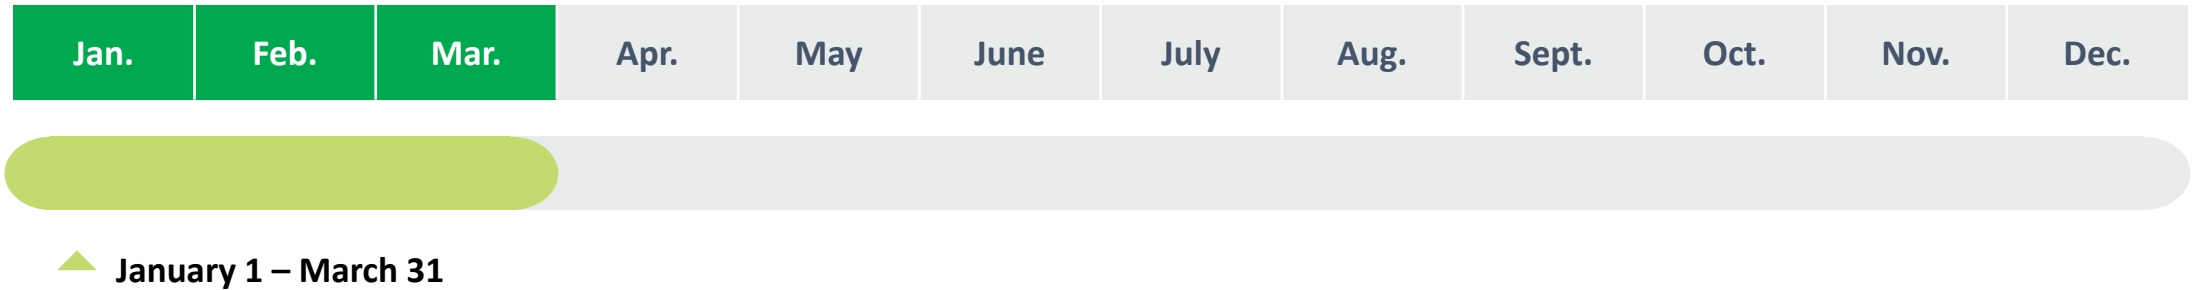 Jan. Feb. Mar. Apr. May June July Aug. Sept. Oct. Nov. Dec.
January 1 – March 31